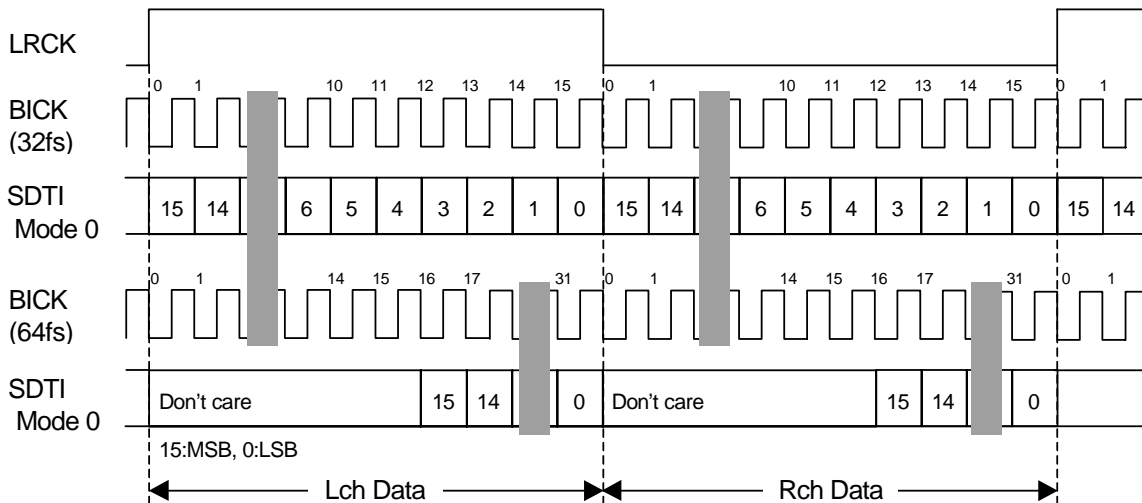 LRCK
0 1 10 11 12 13 14 15 0 1 10 11 12 13 14 15 0 1
BICK
(32fs)
SDTI
Mode 0
15 14 6 5 4 3 2 1 0 15 14 6 5 4 3 2 1 0 15 14
0 1 14 15 16 17 31 0 1 14 15 16 17 31 0 1
BICK
(64fs)
SDTI
Mode 0
Don't care 15 14 0 Don't care 15 14 0
15:MSB, 0:LSB
Lch Data Rch Data